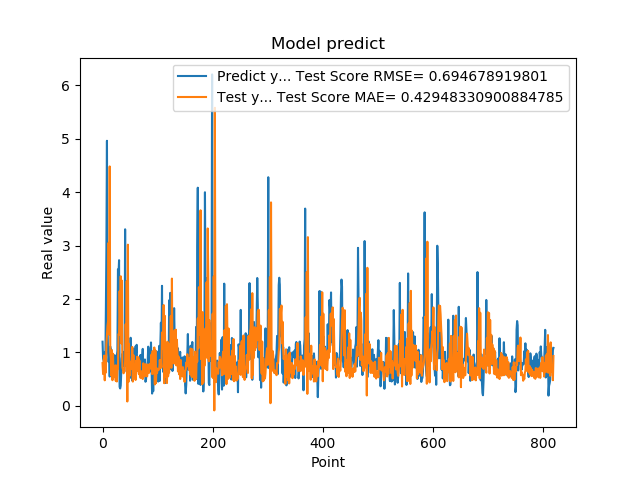 Model predict
Predict y... Test Score RMSE= 0.694678919801
Test y... Test Score MAE= 0.42948330900884785
Real value
6
5
4
3
2
1
0
0 200 400 600 800
Point